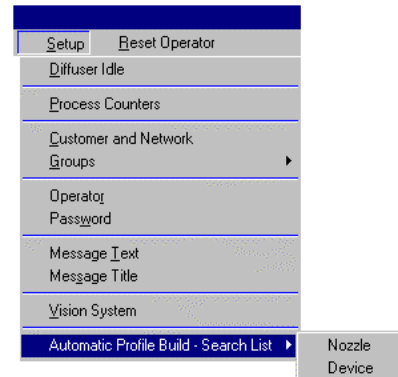 Setup Reset Operator
Diffuser Idle
Process Counters
Customer and Network
Groups
Operator
Password
Message Text
Message Title
Vision System
Automatic Profile Build - Search List
Nozzle
Device